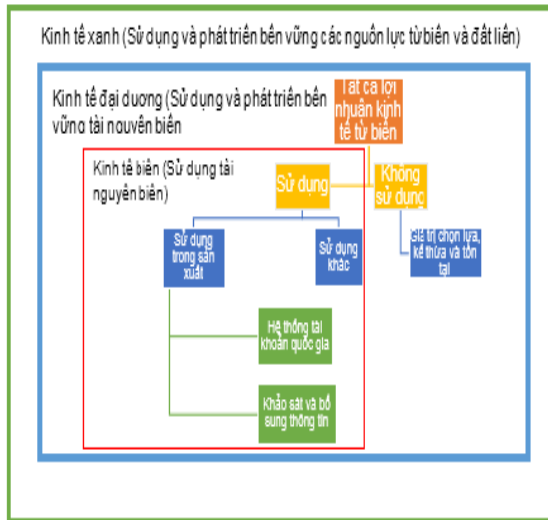 Kinh tế xanh (Sử dụng và phát triển bền vững các nguồn lực từ biển và đất liền)
Kinh tế đại dương (Sử dụng và phát triển bền
vững tài nguyên biển
Tất cả lợi
nhuận kinh
tế từ biển
Kinh tế biển (Sử dụng tài
nguyên biển)
Sử dụng
Không
sử dụng
Sử dụng
trong sản
xuất
Sử dụng
khác
Giá trị chọn lựa,
kế thừa và tồn
tại
Hệ thống tài
khoản quốc gia
Khảo sát và bổ
sung thông tin